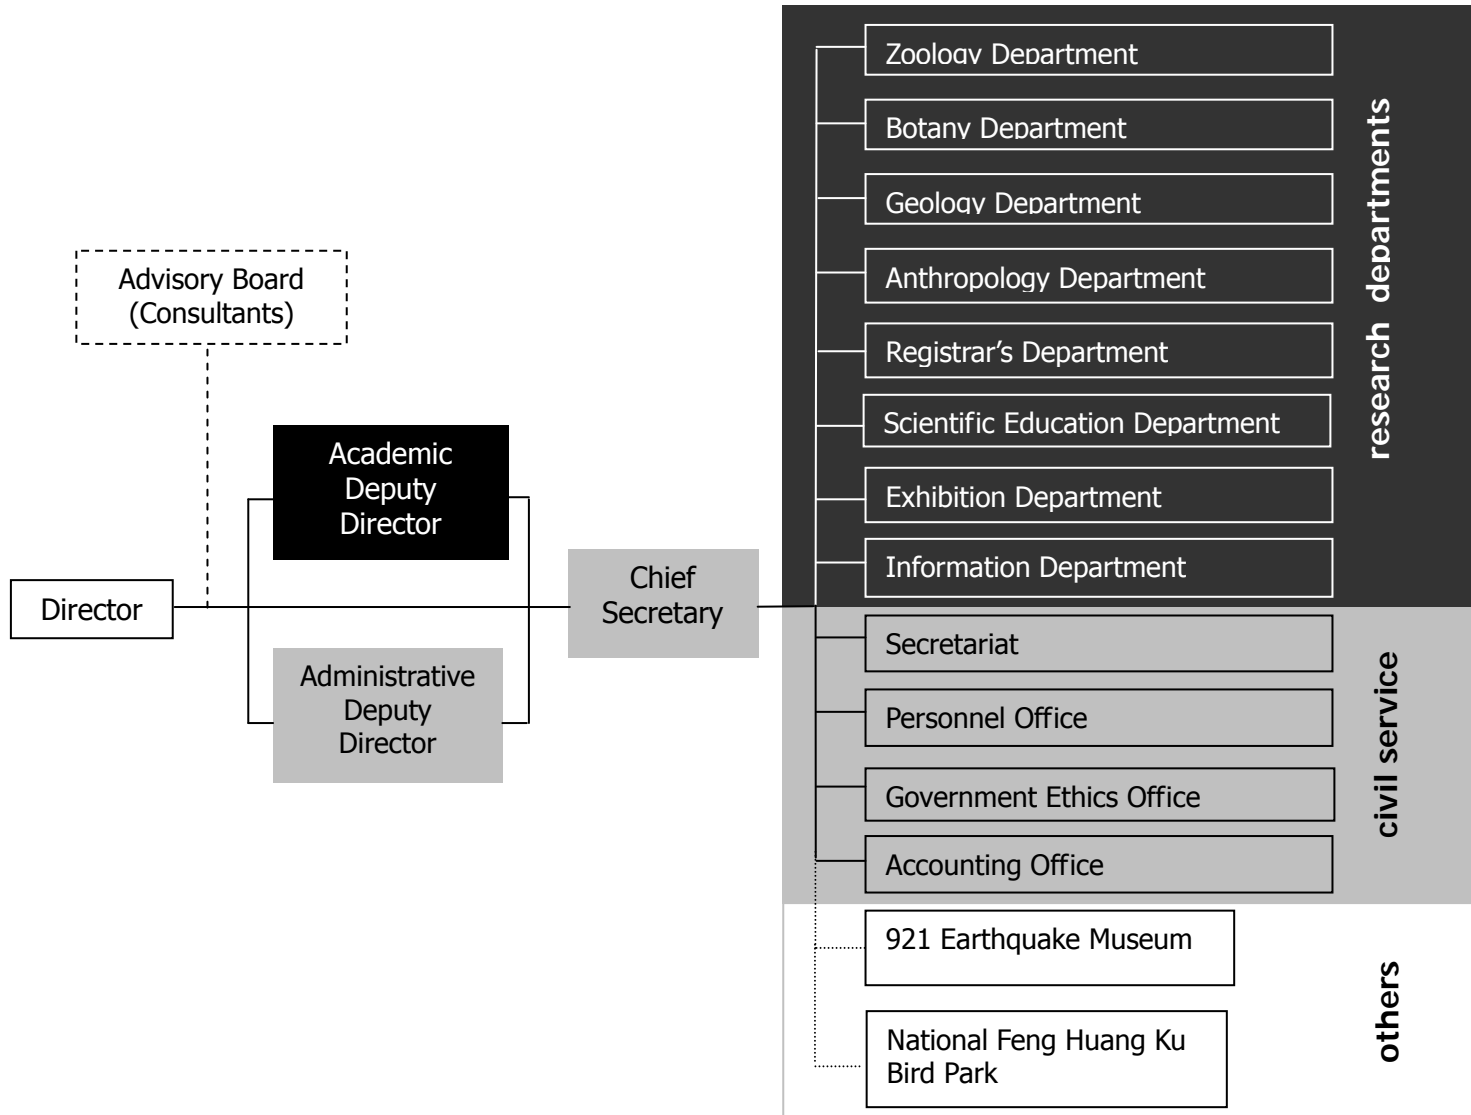 Zoology Department
Botany Department
Geology Department
Anthropology Department
Registrar’s Department
Scientific Education Department
Exhibition Department
Information Department
research departments
Advisory Board
(Consultants)
Academic
Deputy
Director
Director
Chief
Secretary
Administrative
Deputy
Director
Secretariat
Personnel Office
Government Ethics Office
Accounting Office
civil service
921 Earthquake Museum
National Feng Huang Ku
Bird Park
others